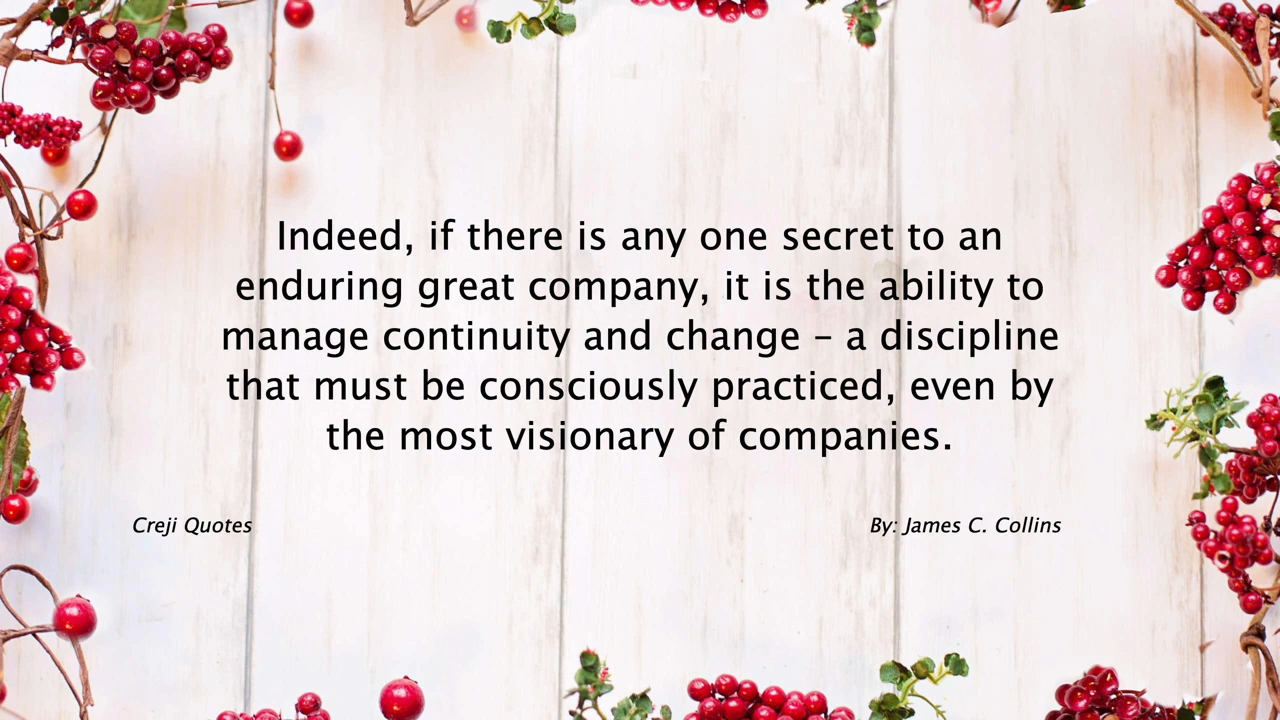 Indeed, if there is any one secret to an
enduring great company, it is the ability to
manage continuity and change – a discipline
that must be consciously practiced, even by
the most visionary of companies.
Creji Quotes
By: James C. Collins